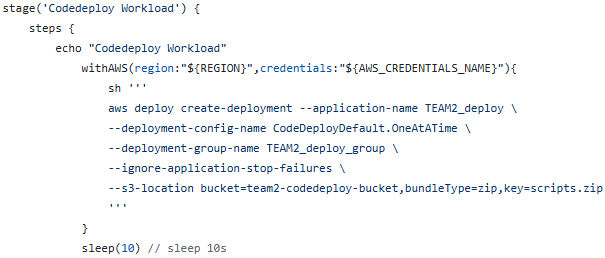 stage('Codedeploy Workload') {
    steps {
        echo "Codedeploy Workload"
            withAWS(region:"${REGION}",credentials:"${AWS_CREDENTIALS_NAME}"){
                sh '''
                aws deploy create-deployment --application-name TEAM2_deploy \
                --deployment-config-name CodeDeployDefault.OneAtATime \
                --deployment-group-name TEAM2_deploy_group \
                --ignore-application-stop-failures \
                --s3-location bucket=team2-codedeploy-bucket,bundleType=zip,key=scripts.zip
                '''
            }
            sleep(10) // sleep 10s